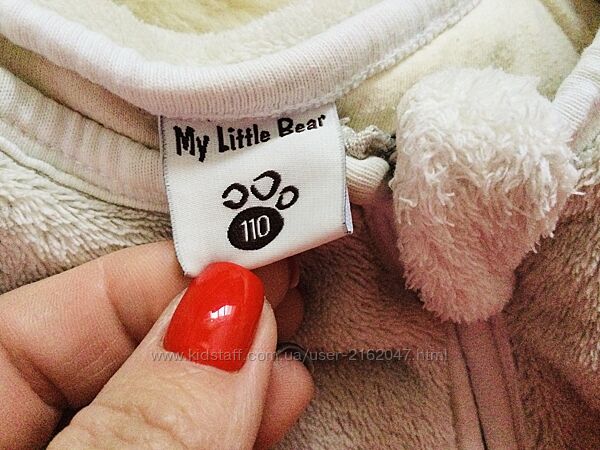 My Little Bear
110
www.kidstaff.com.ua/user-2162047.html